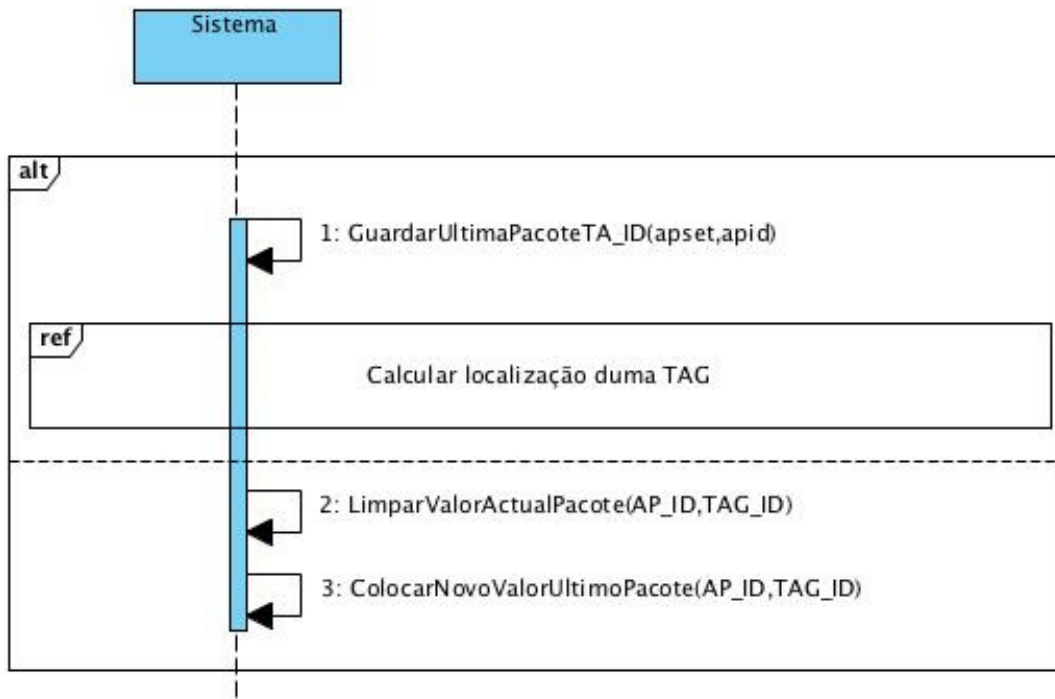 Sistema
alt
1: GuardarUltimaPacoteTA_ID(apset,apid)
ref
Calcular localização duma TAG
2: LimparValorActualPacote(AP_ID,TAG_ID)
3: ColocarNovoValorUltimoPacote(AP_ID,TAG_ID)